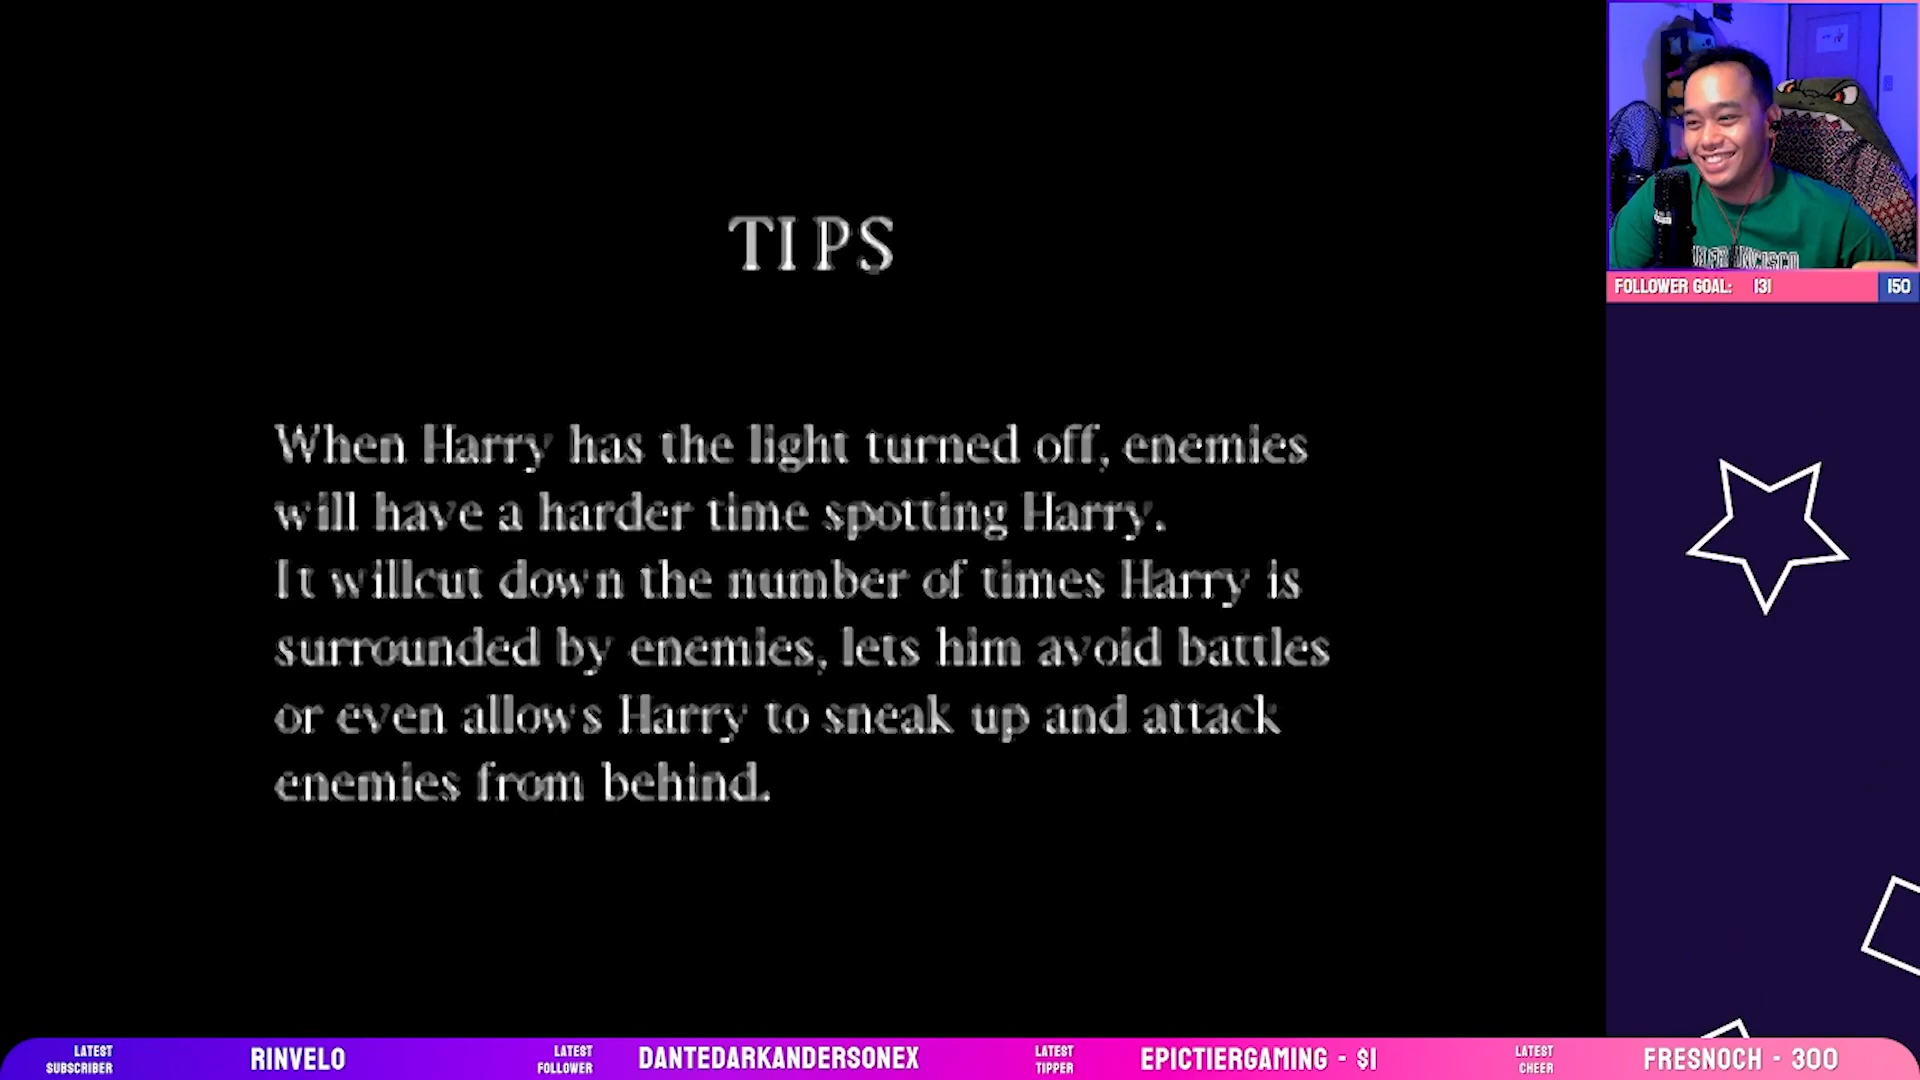 TIPS
When Harry has the light turned off, enemies
will have a harder time spotting Harry.
It willcut down the number of times Harry is
surrounded by enemies, lets him avoid battles
or even allows Harry to sneak up and attack
enemies from behind.
FOLLOWER GOAL: 131 150
LATEST SUBSCRIBER
RINVELO
LATEST FOLLOWER
DANTEDARKANDERSONEX
LATEST TIPPER
EPICTIERGAMING - $1
LATEST CHEER
FRESNOCH - 300